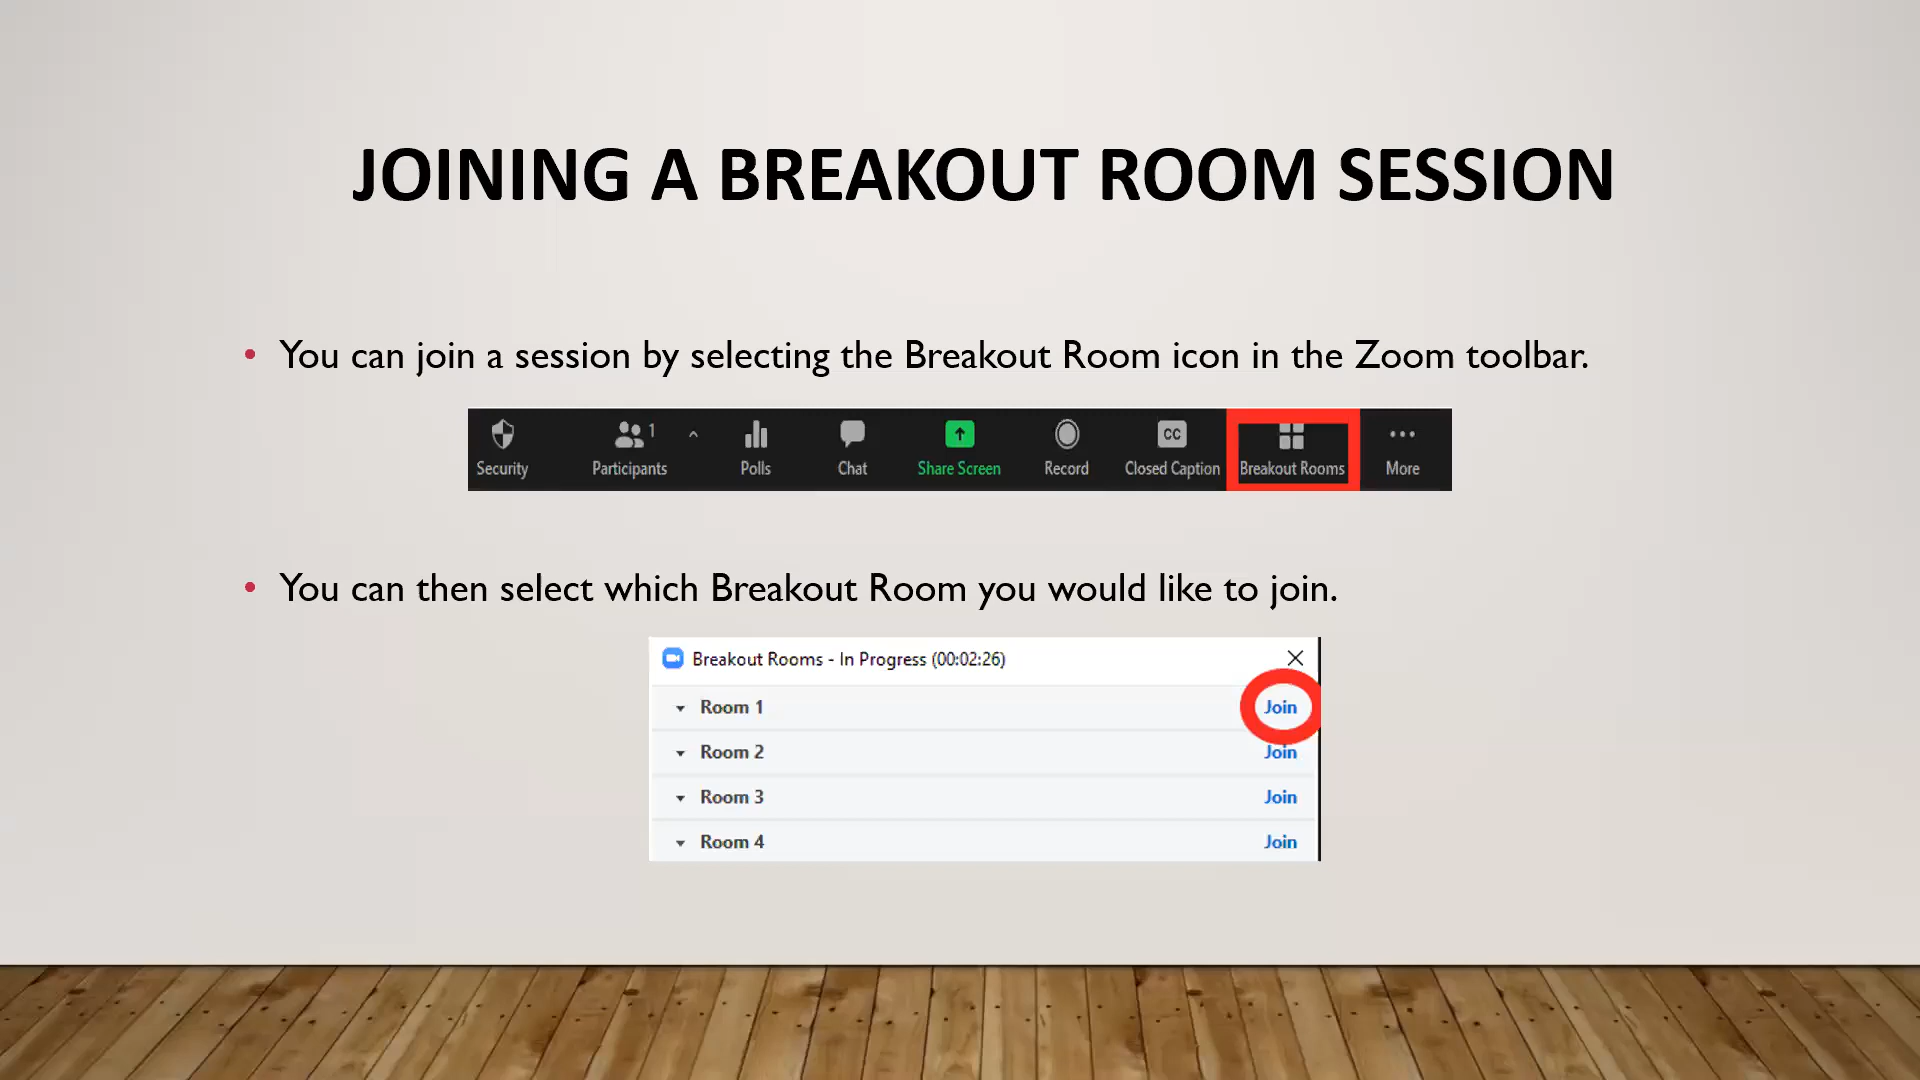 JOINING A BREAKOUT ROOM SESSION
• You can join a session by selecting the Breakout Room icon in the Zoom toolbar.
Security Participants 1 Polls Chat Share Screen Record CC Closed Caption Breakout Rooms More
• You can then select which Breakout Room you would like to join.
Breakout Rooms - In Progress (00:02:26)
Room 1 Join
Room 2 Join
Room 3 Join
Room 4 Join